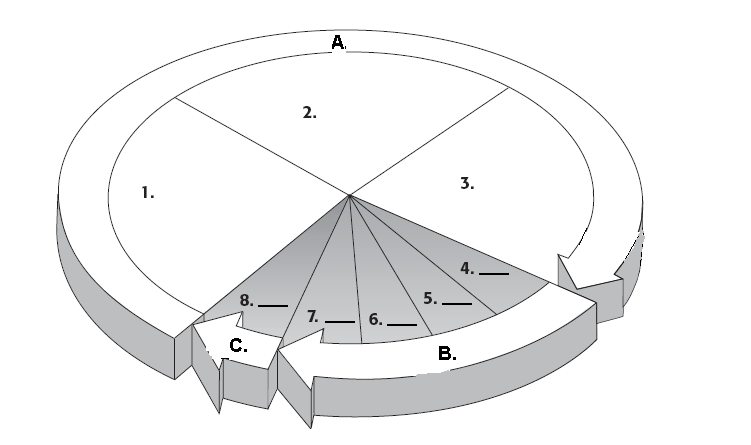 A.
2.
1.
3.
4. ___
5. ___
8. ___
7. ___
6. ___
C.
B.